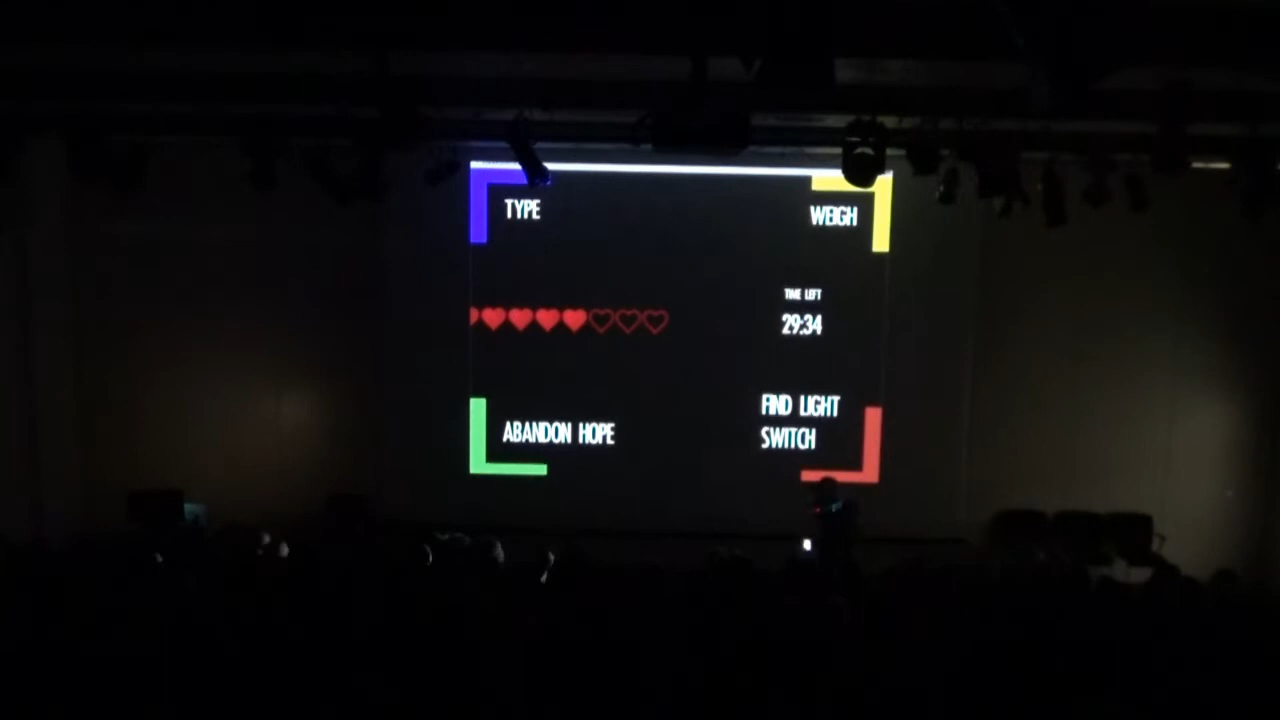 TYPE
WEIGH
TIME LEFT
29:34
ABANDON HOPE
FIND LIGHT
SWITCH